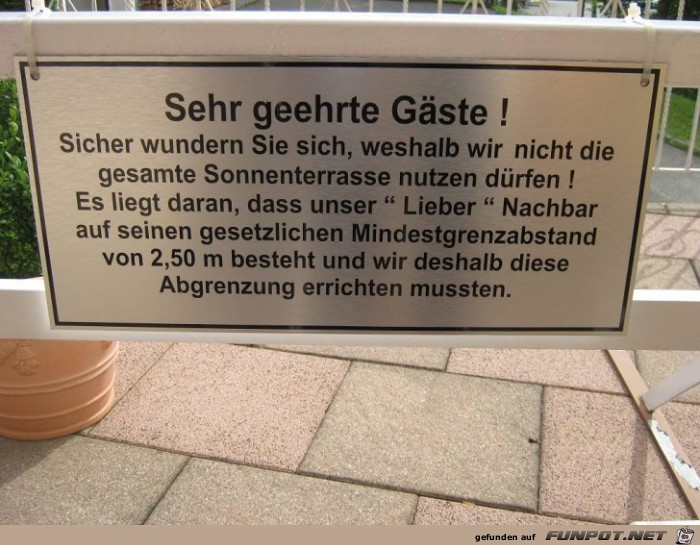 Sehr geehrte Gäste !
Sicher wundern Sie sich, weshalb wir nicht die
gesamte Sonnenterrasse nutzen dürfen !
Es liegt daran, dass unser “ Lieber “ Nachbar
auf seinen gesetzlichen Mindestgrenzabstand
von 2,50 m besteht und wir deshalb diese
Abgrenzung errichten mussten.
gefunden auf FUNPOT.NET